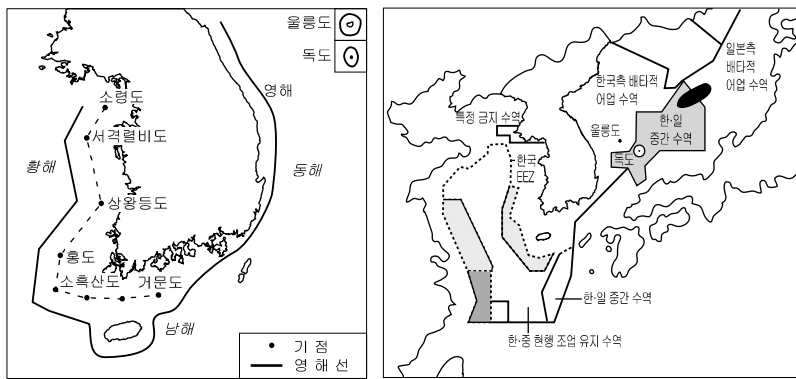 울릉도
독도
영해
소령도
서격렬비도
황해
동해
상왕등도
홍도
소흑산도
거문도
남해
기 점
영 해 선
일본측
배타적
어업 수역
한국측 배타적
어업 수역
특정 금지 수역
한·일
중간 수역
울릉도
독도
한국
EEZ
한·일 중간 수역
한·중 현행 조업 유지 수역